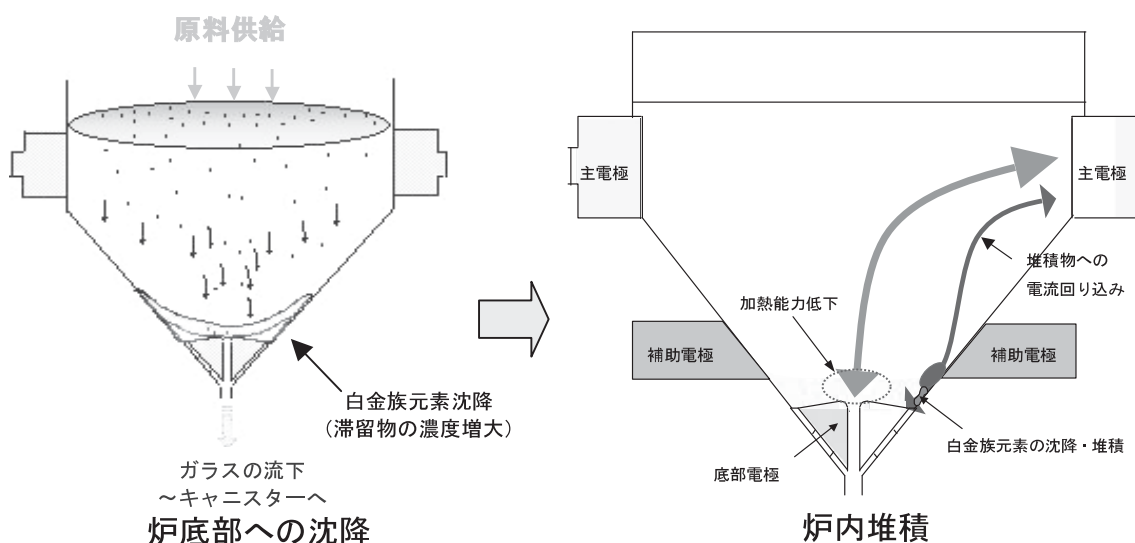 原料供給
白金族元素沈降
(滞留物の濃度増大)
ガラスの流下
~キャニスターへ
炉底部への沈降
主電極
主電極
堆積物への
電流回り込み
加熱能力低下
補助電極
補助電極
白金族元素の沈降・堆積
底部電極
炉内堆積